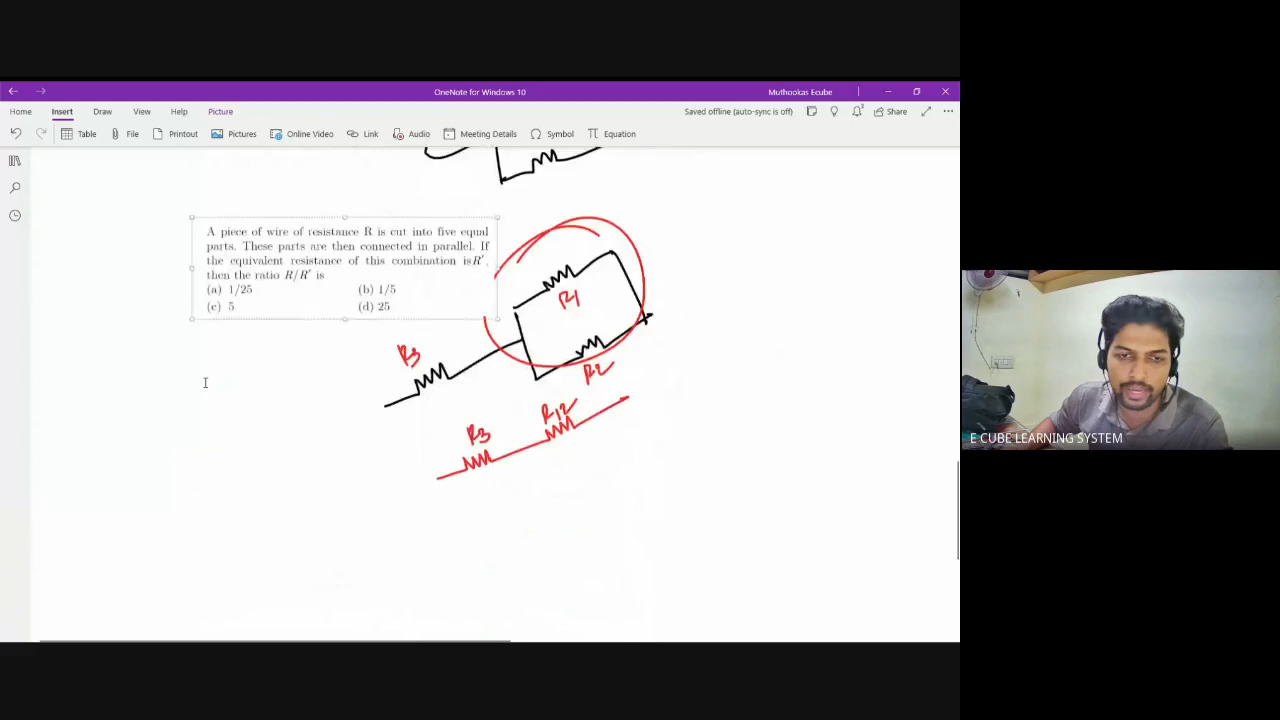 OneNote for Windows 10
Muthookas Ecube
Home Insert Draw View Help Picture
Saved offline (auto-sync is off)
Share
Table File Printout Pictures Online Video Link Audio Meeting Details Symbol Equation
A piece of wire of resistance R is cut into five equal
parts. These parts are then connected in parallel. If
the equivalent resistance of this combination is R′,
then the ratio R/R′ is
(a) 1/25 (b) 1/5
(c) 5 (d) 25
R1
R3
R2
R12
R3
E CUBE LEARNING SYSTEM